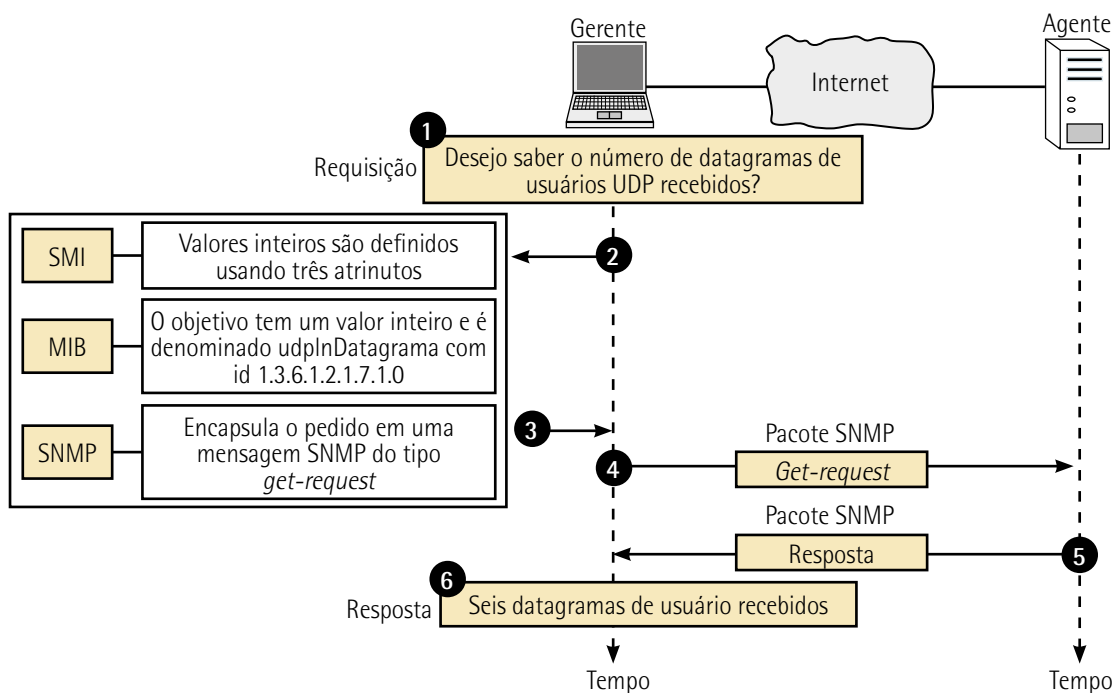 Gerente
Agente
Internet
1
Requisição
Desejo saber o número de datagramas de
usuários UDP recebidos?
SMI
Valores inteiros são definidos
usando três atrinutos
2
MIB
O objetivo tem um valor inteiro e é
denominado udpInDatagrama com
id 1.3.6.1.2.1.7.1.0
SNMP
Encapsula o pedido em uma
mensagem SNMP do tipo
get-request
3
4
Pacote SNMP
Get-request
Pacote SNMP
Resposta
5
6
Resposta
Seis datagramas de usuário recebidos
Tempo
Tempo